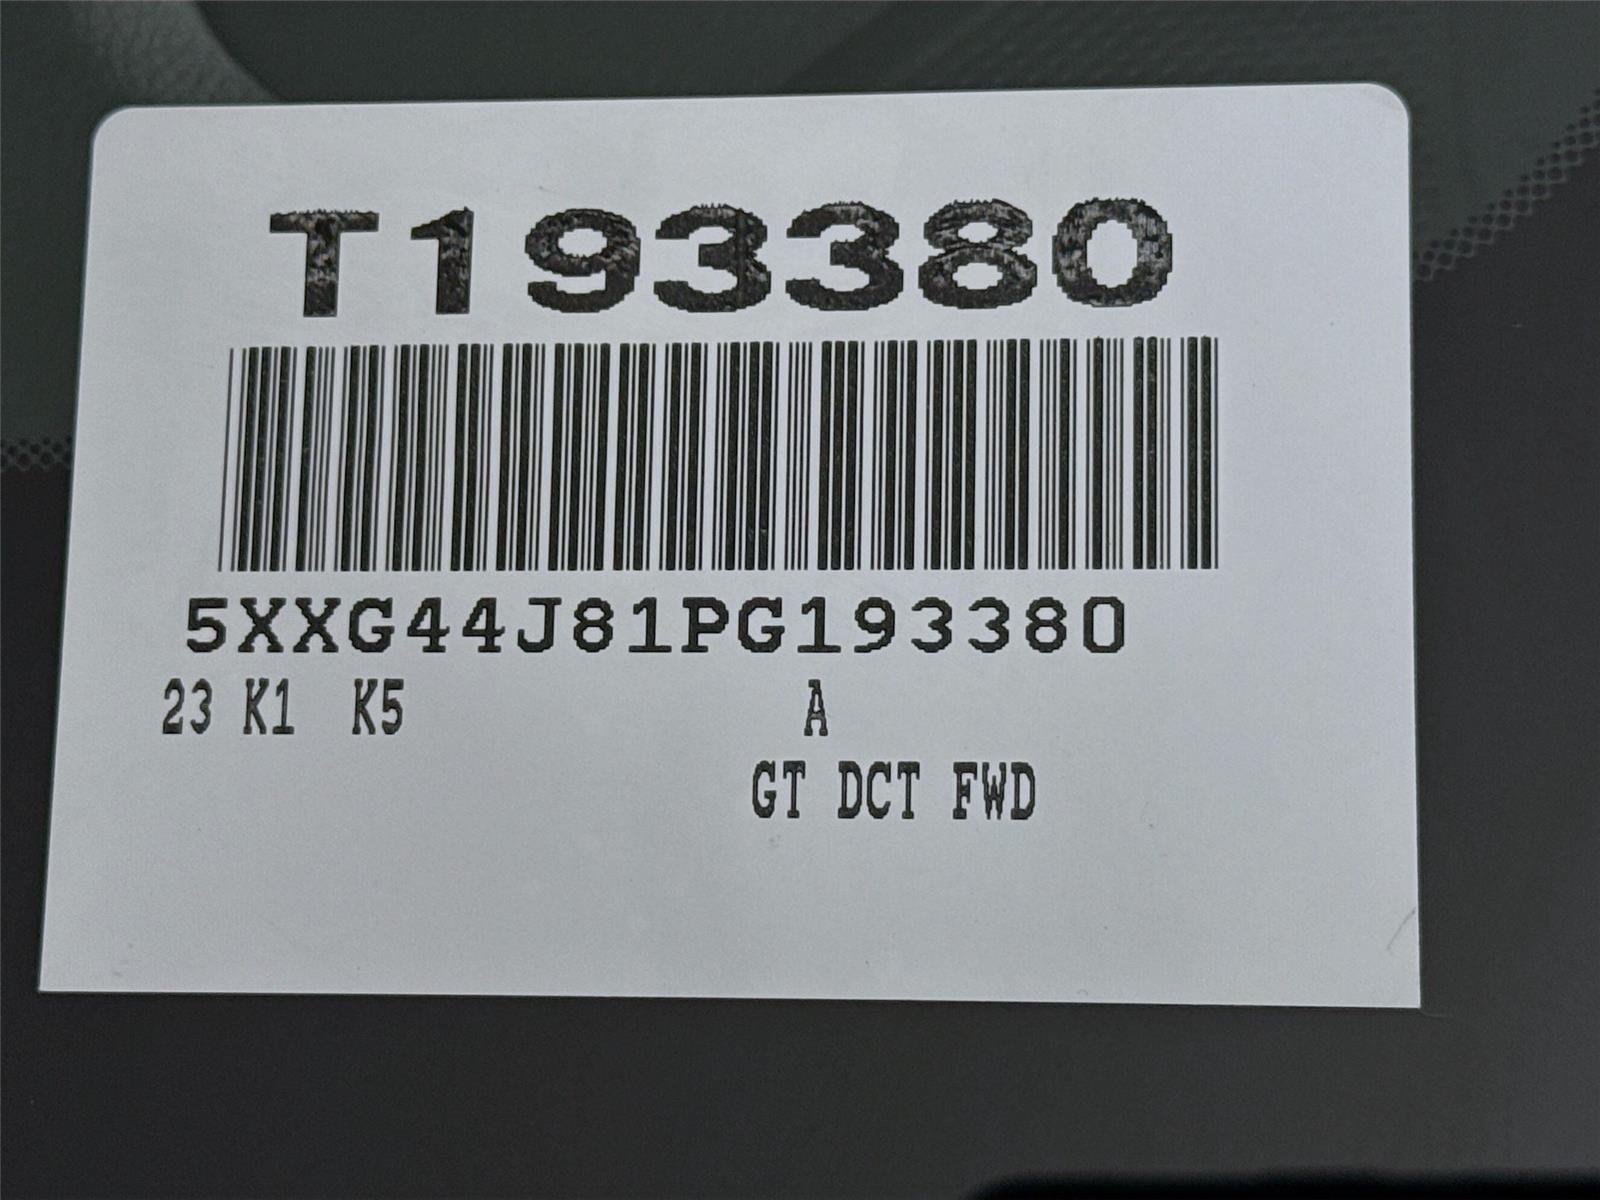 T193380
5XXG44J81PG193380
23 K1 K5 A
GT DCT FWD